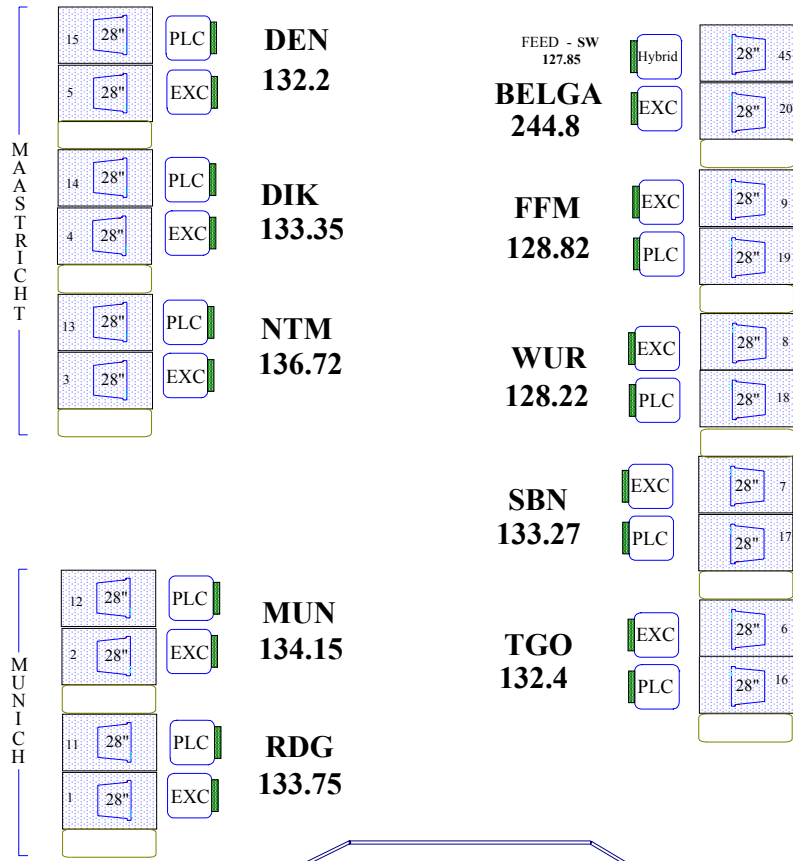 MAASTRICHT
15 28" PLC
DEN
132.2
5 28" EXC
14 28" PLC
DIK
133.35
4 28" EXC
13 28" PLC
NTM
136.72
3 28" EXC
MUNICH
12 28" PLC
MUN
134.15
2 28" EXC
11 28" PLC
RDG
133.75
1 28" EXC
FEED - SW
127.85
Hybrid 28" 45
BELGA
244.8
EXC 28" 20
FFM
128.82
EXC 28" 9
PLC 28" 19
WUR
128.22
EXC 28" 8
PLC 28" 18
SBN
133.27
EXC 28" 7
PLC 28" 17
TGO
132.4
EXC 28" 6
PLC 28" 16